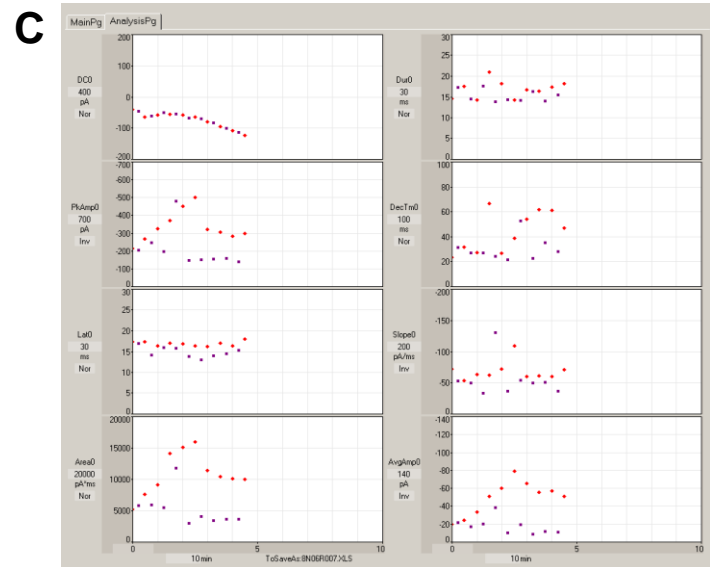 C
MainPg AnalysisPg
DC0
400
pA
Nor
200
100
0
-100
-200
Dur0
30
ms
Nor
30
25
20
15
10
5
0
PkAmp0
700
pA
Inv
-700
-600
-500
-400
-300
-200
-100
0
DecTm0
100
ms
Nor
100
80
60
40
20
0
Lat0
30
ms
Nor
30
25
20
15
10
5
0
Slope0
200
pA/ms
Inv
-200
-150
-100
-50
0
Area0
20000
pA*ms
Nor
20000
15000
10000
5000
0
AvgAmp0
140
pA
Inv
-140
-120
-100
-80
-60
-40
-20
0
0 5 10
10 min ToSaveAs:8N06R007.XLS
0 5 10
10 min